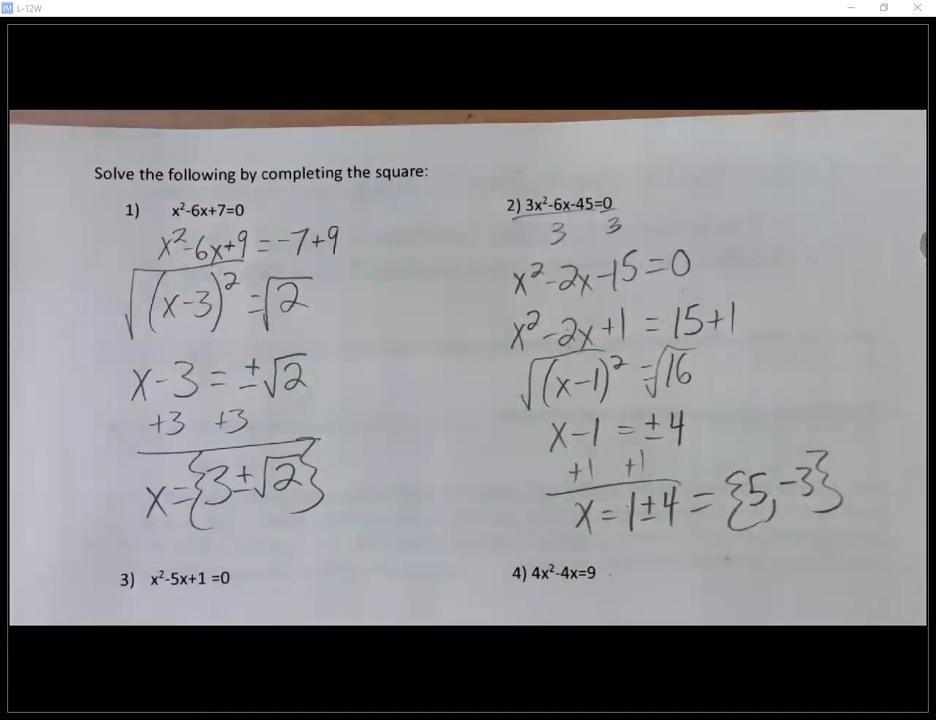 L-12W
Solve the following by completing the square:
1) x²-6x+7=0
x²-6x+9=-7+9
√(x-3)² = √2
x-3 = ±√2
+3 +3
x={3±√2}
2) 3x²-6x-45=0
3 3
x²-2x-15=0
x²-2x+1 = 15+1
√(x-1)² = √16
x-1 = ±4
+1 +1
x=1±4 = {5,-3}
3) x²-5x+1 =0
4) 4x²-4x=9